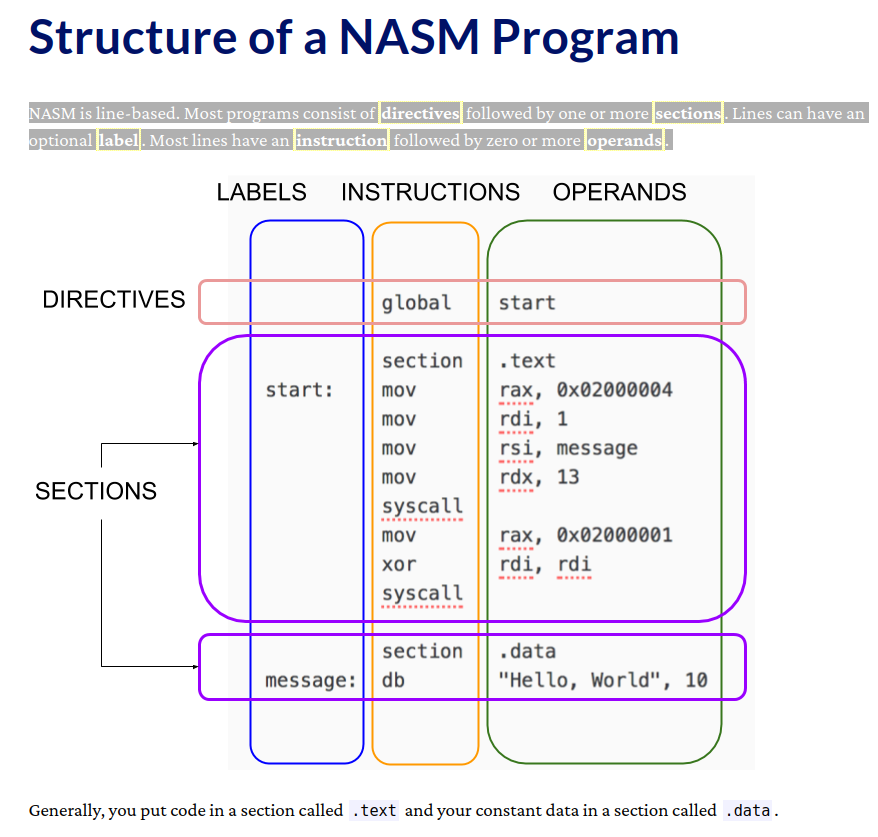 Structure of a NASM Program
NASM is line-based. Most programs consist of directives followed by one or more sections. Lines can have an
optional label. Most lines have an instruction followed by zero or more operands.
LABELS INSTRUCTIONS OPERANDS
DIRECTIVES
global start
section .text
start: mov rax, 0x02000004
mov rdi, 1
mov rsi, message
mov rdx, 13
SECTIONS
syscall
mov rax, 0x02000001
xor rdi, rdi
syscall
section .data
message: db "Hello, World", 10
Generally, you put code in a section called .text and your constant data in a section called .data.